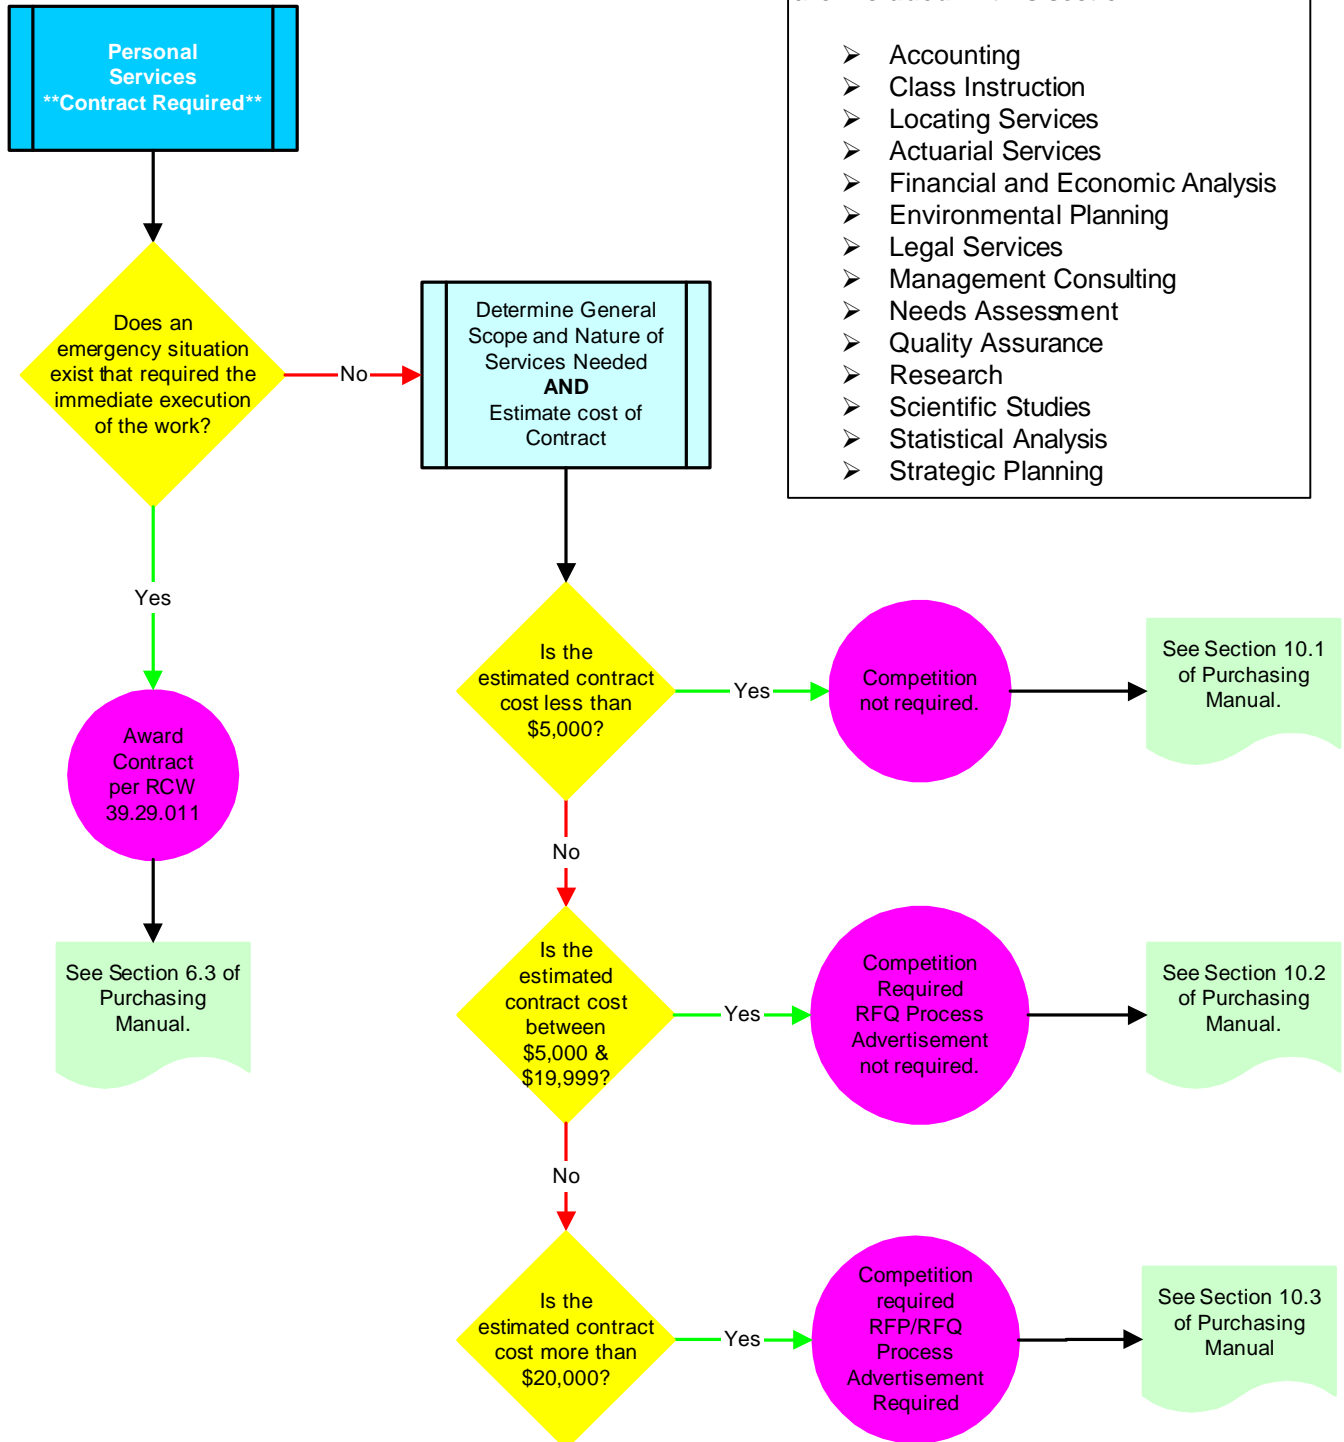 Personal
Services
**Contract Required**
Does an
emergency situation
exist that required the
immediate execution
of the work?
No
Determine General
Scope and Nature of
Services Needed
AND
Estimate cost of
Contract
➢ Accounting
➢ Class Instruction
➢ Locating Services
➢ Actuarial Services
➢ Financial and Economic Analysis
➢ Environmental Planning
➢ Legal Services
➢ Management Consulting
➢ Needs Assessment
➢ Quality Assurance
➢ Research
➢ Scientific Studies
➢ Statistical Analysis
➢ Strategic Planning
Yes
Award
Contract
per RCW
39.29.011
See Section 6.3 of
Purchasing
Manual.
Is the
estimated contract
cost less than
$5,000?
Yes
Competition
not required.
See Section 10.1
of Purchasing
Manual.
No
Is the
estimated
contract cost
between
$5,000 &
$19,999?
Yes
Competition
Required
RFQ Process
Advertisement
not required.
See Section 10.2
of Purchasing
Manual.
No
Is the
estimated contract
cost more than
$20,000?
Yes
Competition
required
RFP/RFQ
Process
Advertisement
Required
See Section 10.3
of Purchasing
Manual